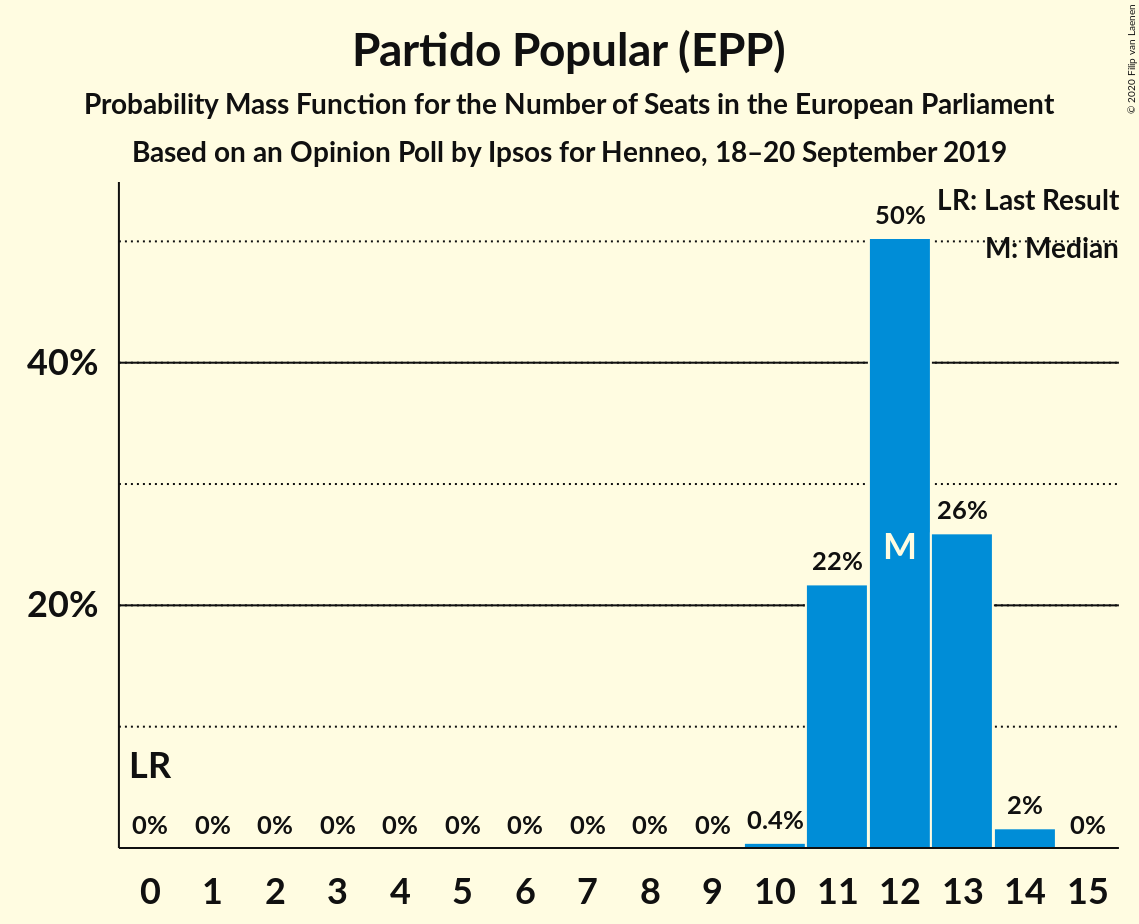 Partido Popular (EPP)
Probability Mass Function for the Number of Seats in the European Parliament
Based on an Opinion Poll by Ipsos for Henneo, 18–20 September 2019
© 2020 Filip van Laenen
LR: Last Result
M: Median
50%
40%
26%
22%
M
20%
LR
0% 0% 0% 0% 0% 0% 0% 0% 0% 0% 0.4% 2% 0%
0 1 2 3 4 5 6 7 8 9 10 11 12 13 14 15